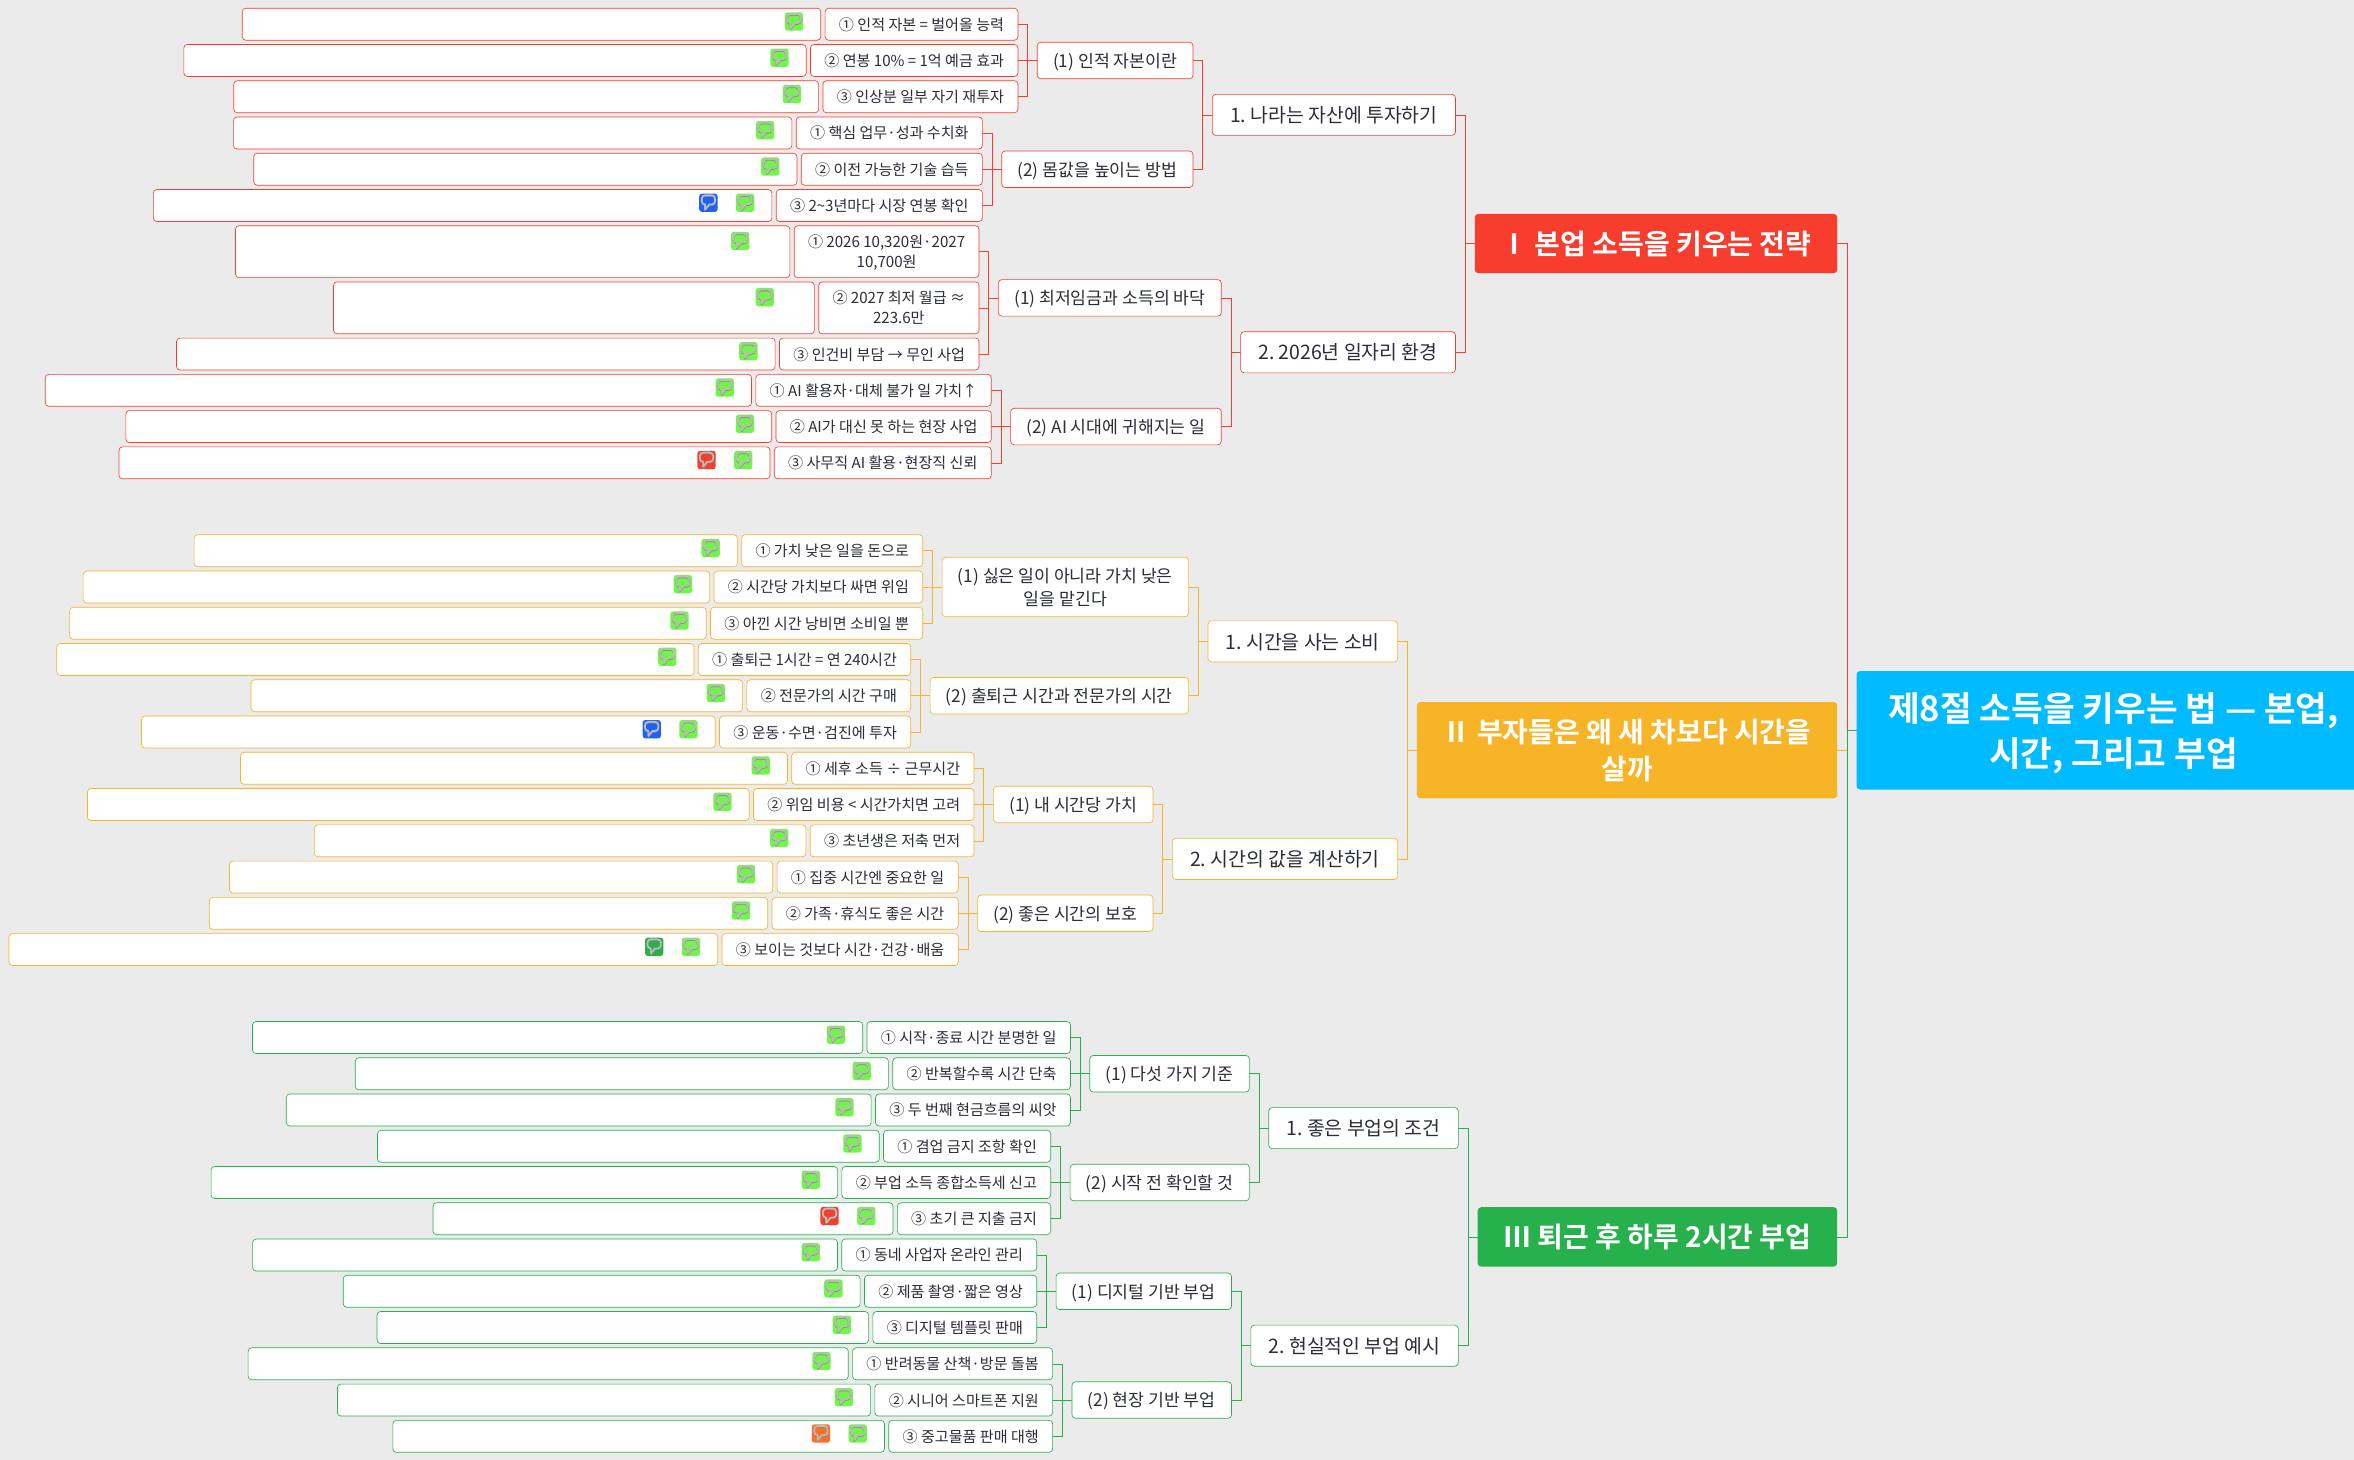 제8절 소득을 키우는 법 — 본업,
시간, 그리고 부업
Ⅰ 본업 소득을 키우는 전략
1. 나라는 자산에 투자하기
(1) 인적 자본이란
① 인적 자본 = 벌어올 능력
② 연봉 10% = 1억 예금 효과
③ 인상분 일부 자기 재투자
(2) 몸값을 높이는 방법
① 핵심 업무·성과 수치화
② 이전 가능한 기술 습득
③ 2~3년마다 시장 연봉 확인
2. 2026년 일자리 환경
(1) 최저임금과 소득의 바닥
① 2026 10,320원·2027
10,700원
② 2027 최저 월급 ≈
223.6만
③ 인건비 부담 → 무인 사업
(2) AI 시대에 귀해지는 일
① AI 활용자·대체 불가 일 가치↑
② AI가 대신 못 하는 현장 사업
③ 사무직 AI 활용·현장직 신뢰
Ⅱ 부자들은 왜 새 차보다 시간을
살까
1. 시간을 사는 소비
(1) 싫은 일이 아니라 가치 낮은
일을 맡긴다
① 가치 낮은 일을 돈으로
② 시간당 가치보다 싸면 위임
③ 아낀 시간 낭비면 소비일 뿐
(2) 출퇴근 시간과 전문가의 시간
① 출퇴근 1시간 = 연 240시간
② 전문가의 시간 구매
③ 운동·수면·검진에 투자
2. 시간의 값을 계산하기
(1) 내 시간당 가치
① 세후 소득 ÷ 근무시간
② 위임 비용 < 시간가치면 고려
③ 초년생은 저축 먼저
(2) 좋은 시간의 보호
① 집중 시간엔 중요한 일
② 가족·휴식도 좋은 시간
③ 보이는 것보다 시간·건강·배움
Ⅲ 퇴근 후 하루 2시간 부업
1. 좋은 부업의 조건
(1) 다섯 가지 기준
① 시작·종료 시간 분명한 일
② 반복할수록 시간 단축
③ 두 번째 현금흐름의 씨앗
(2) 시작 전 확인할 것
① 겸업 금지 조항 확인
② 부업 소득 종합소득세 신고
③ 초기 큰 지출 금지
2. 현실적인 부업 예시
(1) 디지털 기반 부업
① 동네 사업자 온라인 관리
② 제품 촬영·짧은 영상
③ 디지털 템플릿 판매
(2) 현장 기반 부업
① 반려동물 산책·방문 돌봄
② 시니어 스마트폰 지원
③ 중고물품 판매 대행